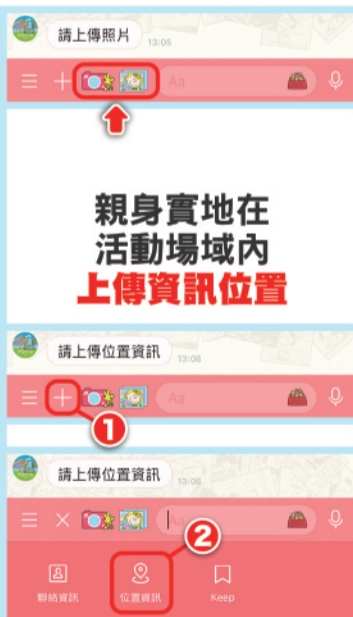 請上傳照片
13:05
Aa
親身實地在
活動場域內
上傳資訊位置
請上傳位置資訊
13:06
Aa
1
請上傳位置資訊
13:06
Aa
2
聯絡資訊
位置資訊
Keep